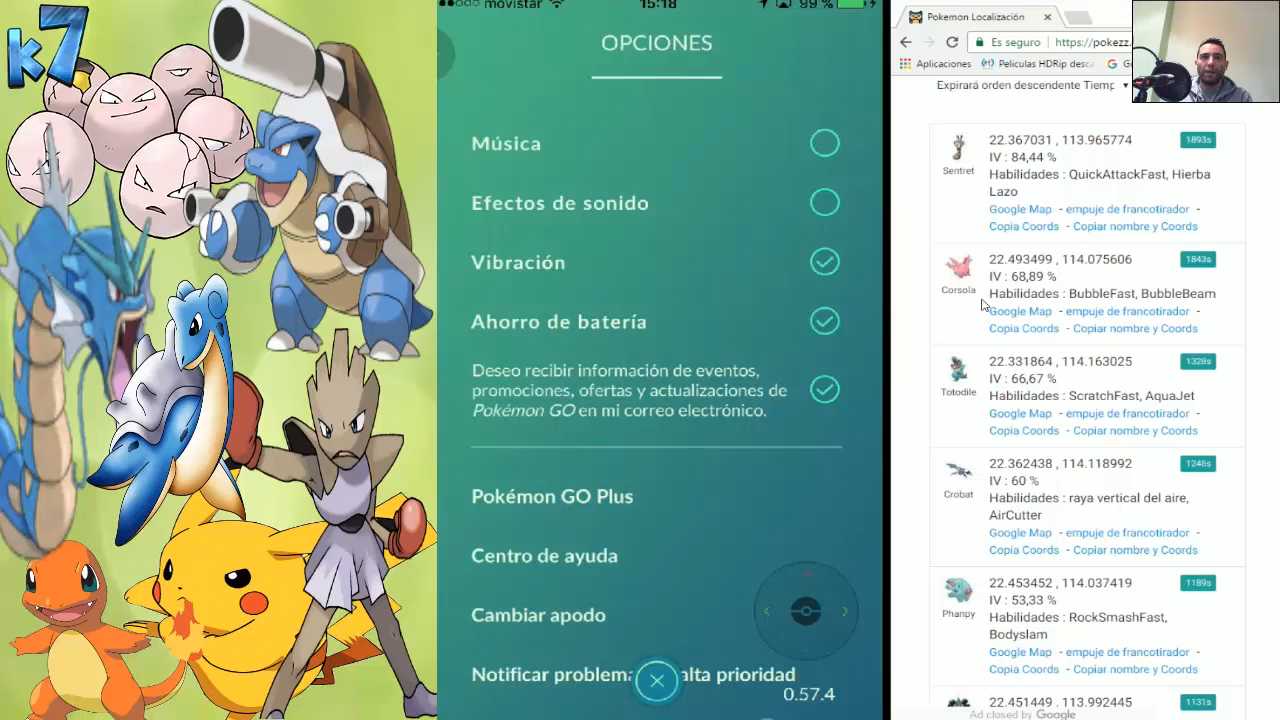 k7
movistar 15:18 99 %
OPCIONES
Música
Efectos de sonido
Vibración
Ahorro de batería
Deseo recibir información de eventos,
promociones, ofertas y actualizaciones de
Pokémon GO en mi correo electrónico.
Pokémon GO Plus
Centro de ayuda
Cambiar apodo
Notificar problema alta prioridad
0.57.4
Pokemon Localización
Es seguro https://pokezz.
Aplicaciones Peliculas HDRip desc
Expirará orden descendente Tiemp
22.367031 , 113.965774 1893s
IV : 84,44 %
Sentret
Habilidades : QuickAttackFast, Hierba
Lazo
Google Map - empuje de francotirador -
Copia Coords - Copiar nombre y Coords
22.493499 , 114.075606 1843s
IV : 68,89 %
Corsola
Habilidades : BubbleFast, BubbleBeam
Google Map - empuje de francotirador -
Copia Coords - Copiar nombre y Coords
22.331864 , 114.163025 1328s
IV : 66,67 %
Totodile
Habilidades : ScratchFast, AquaJet
Google Map - empuje de francotirador -
Copia Coords - Copiar nombre y Coords
22.362438 , 114.118992 1246s
IV : 60 %
Crobat
Habilidades : raya vertical del aire,
AirCutter
Google Map - empuje de francotirador -
Copia Coords - Copiar nombre y Coords
22.453452 , 114.037419 1189s
IV : 53,33 %
Phanpy
Habilidades : RockSmashFast,
Bodyslam
Google Map - empuje de francotirador -
Copia Coords - Copiar nombre y Coords
22.451449 , 113.992445 1131s
Ad closed by Google